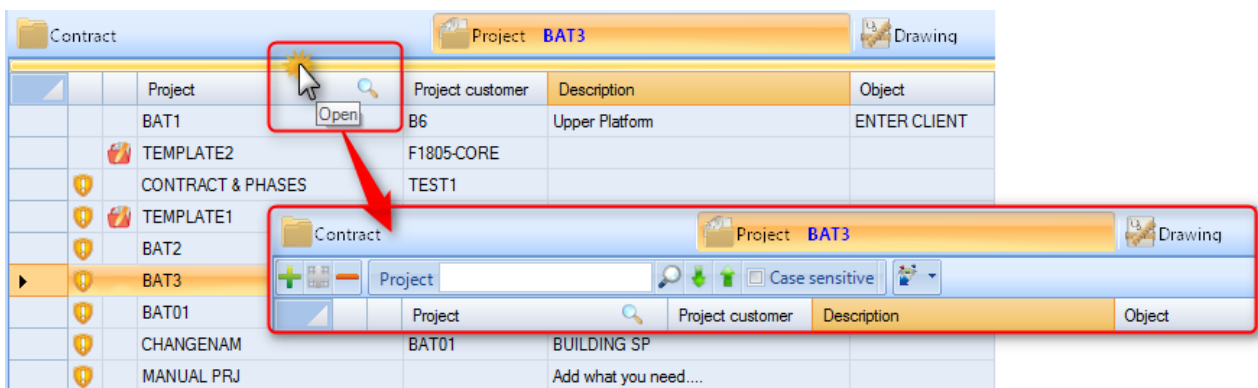 Contract Project BAT3 Drawing
Project Project customer Description Object
Open
BAT1 B6 Upper Platform ENTER CLIENT
TEMPLATE2 F1805-CORE
CONTRACT & PHASES TEST1
TEMPLATE1
BAT2
BAT3
BAT01
CHANGENAM BAT01 BUILDING SP
MANUAL PRJ Add what you need....
Contract Project BAT3 Drawing
Project Case sensitive
Project Project customer Description Object